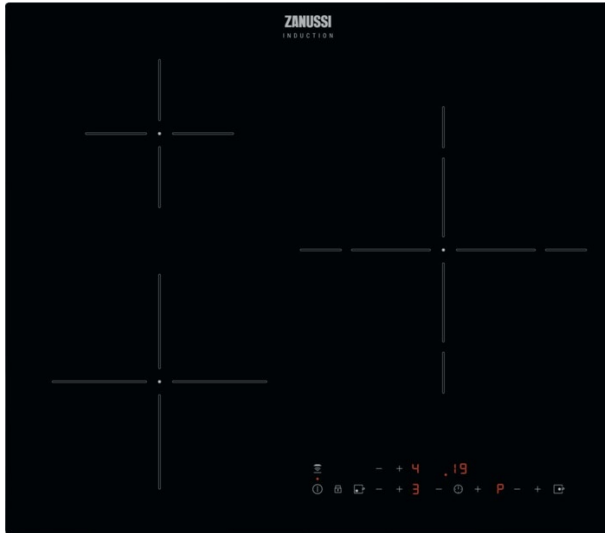 ZANUSSI
INDUCTION
- + 4 .19
- + 3 - + P - +